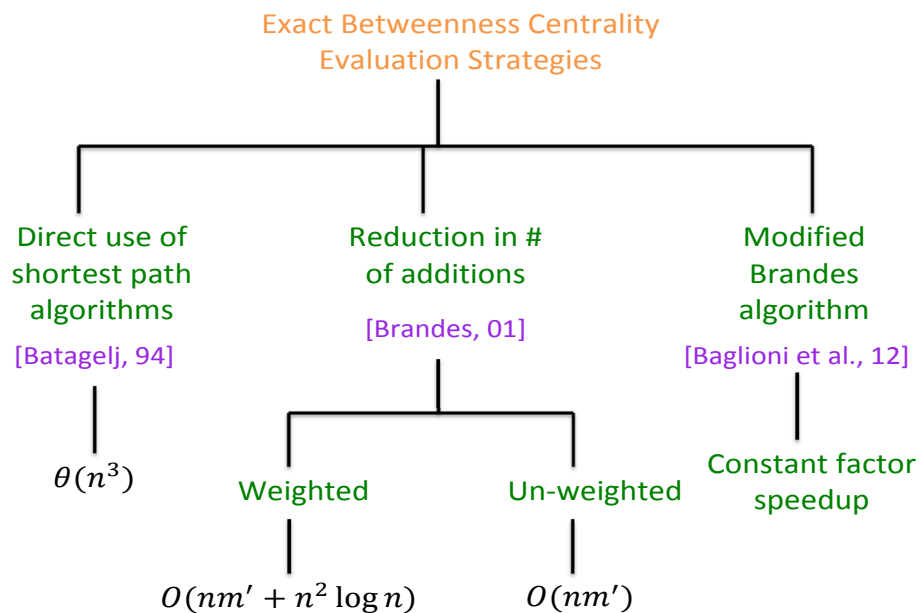 Exact Betweenness Centrality
Evaluation Strategies
Direct use of
shortest path
algorithms
[Batagelj, 94]
θ(n³)
Reduction in #
of additions
[Brandes, 01]
Weighted
O(nm′ + n² log n)
Un-weighted
O(nm′)
Modified
Brandes
algorithm
[Baglioni et al., 12]
Constant factor
speedup